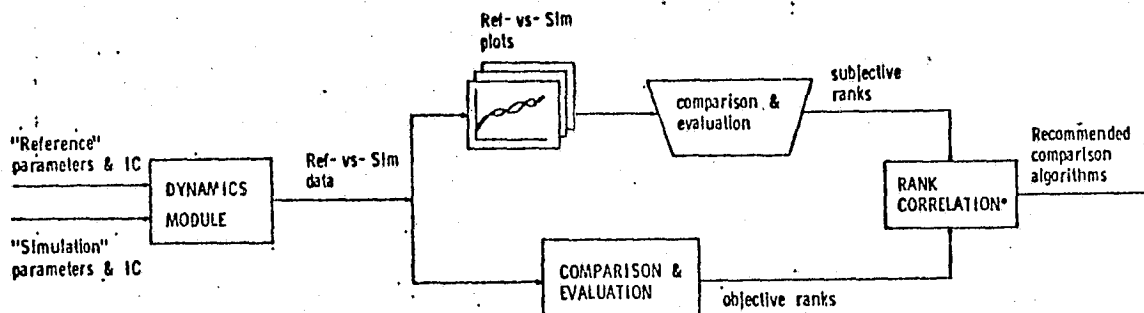 Ref- vs- Sim
plots
subjective
ranks
comparison &
evaluation
"Reference"
parameters & IC
Ref- vs- Sim
data
DYNAMICS
MODULE
Recommended
comparison
algorithms
RANK
CORRELATION*
"Simulation"
parameters & IC
COMPARISON &
EVALUATION
objective ranks